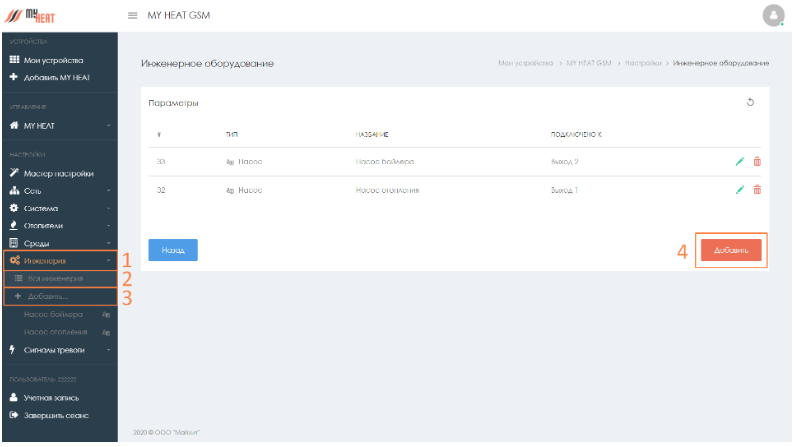 MY HEAT
MY HEAT GSM
УСТРОЙСТВА
Мои устройства
Добавить MY HEAT
УПРАВЛЕНИЕ
MY HEAT
НАСТРОЙКИ
Мастер настройки
Сеть
Система
Отопители
Среды
Инженерия
1
Вся инженерия
2
Добавить...
3
Насос бойлера
Насос отопления
Сигналы тревоги
ПОЛЬЗОВАТЕЛЬ: 222222
Учетная запись
Завершить сеанс
Инженерное оборудование
Мои устройства > MY HEAT GSM > Настройки > Инженерное оборудование
Параметры
# ТИП НАЗВАНИЕ ПОДКЛЮЧЕНО К
33 Насос Насос бойлера Выход 2
32 Насос Насос отопления Выход 1
Назад
4
Добавить
2020 © ООО "Майхит"